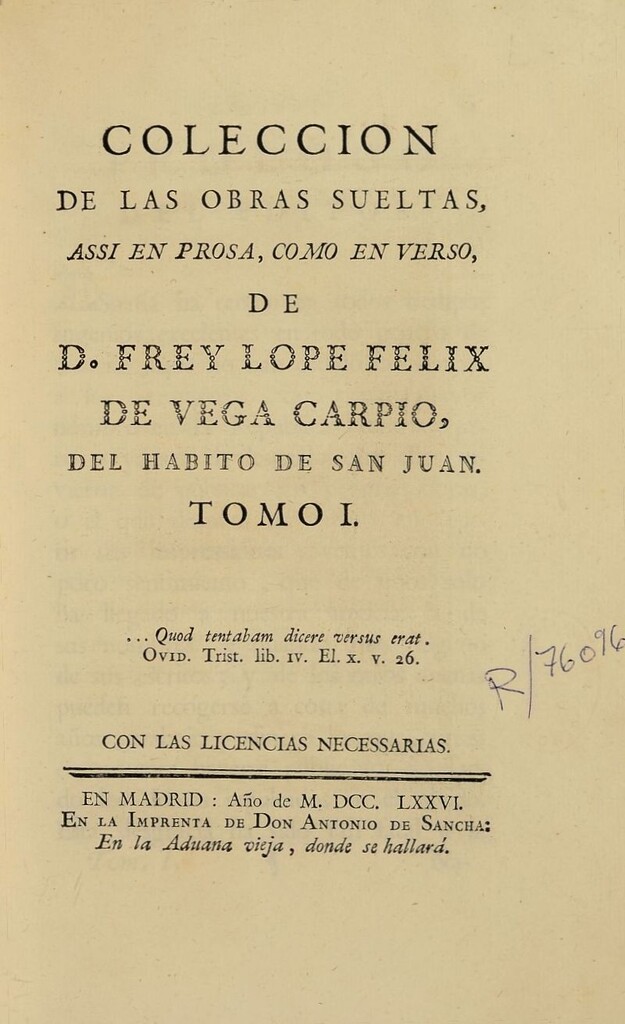 COLECCION
DE LAS OBRAS SUELTAS,
ASSI EN PROSA, COMO EN VERSO,
DE
D. FREY LOPE FELIX
DE VEGA CARPIO,
DEL HABITO DE SAN JUAN.
TOMO I.
... Quod tentabam dicere versus erat.
OVID. Trist. lib. IV. El. X. v. 26.
R/76096
CON LAS LICENCIAS NECESSARIAS.
EN MADRID : Año de M. DCC. LXXVI.
EN LA IMPRENTA DE DON ANTONIO DE SANCHA:
En la Aduana vieja, donde se hallará.